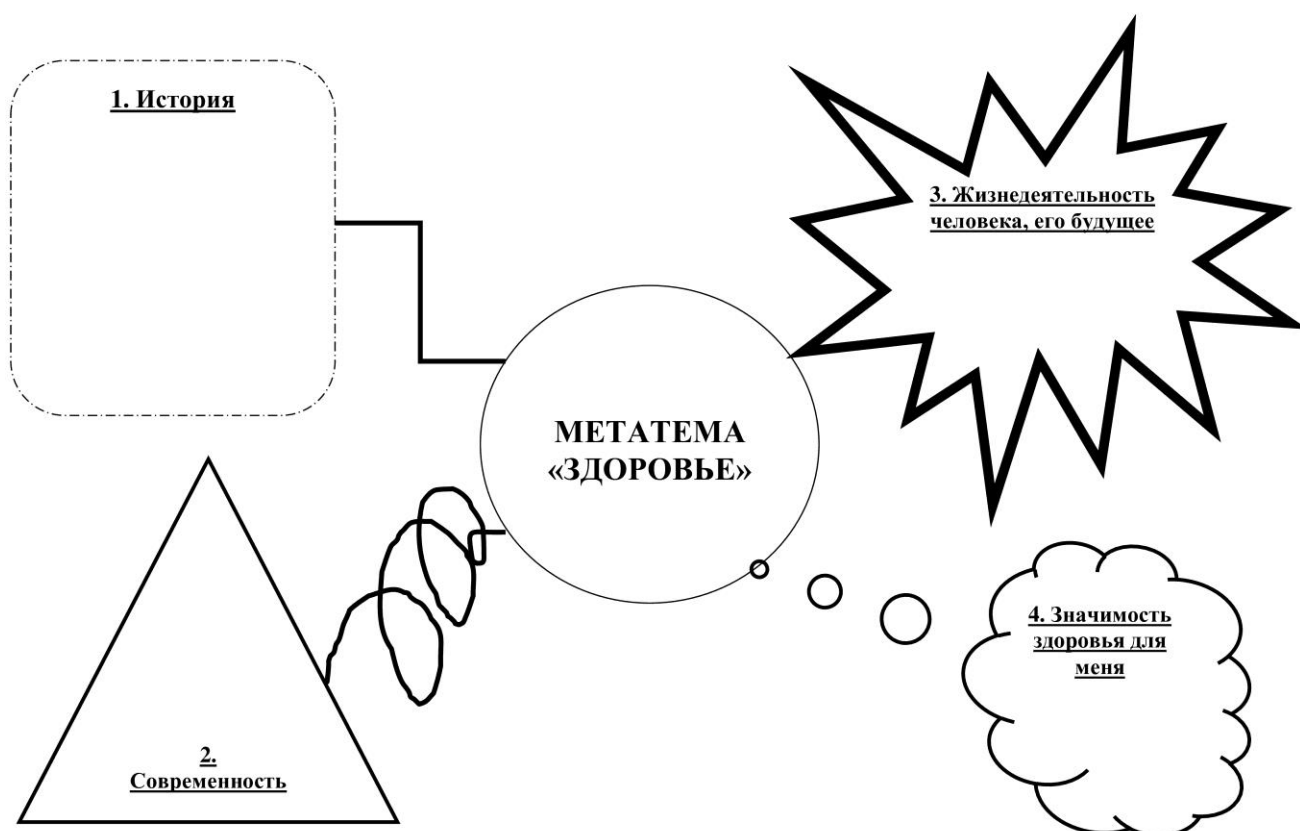 1. История
3. Жизнедеятельность
человека, его будущее
МЕТАТЕМА
«ЗДОРОВЬЕ»
4. Значимость
здоровья для
меня
2.
Современность